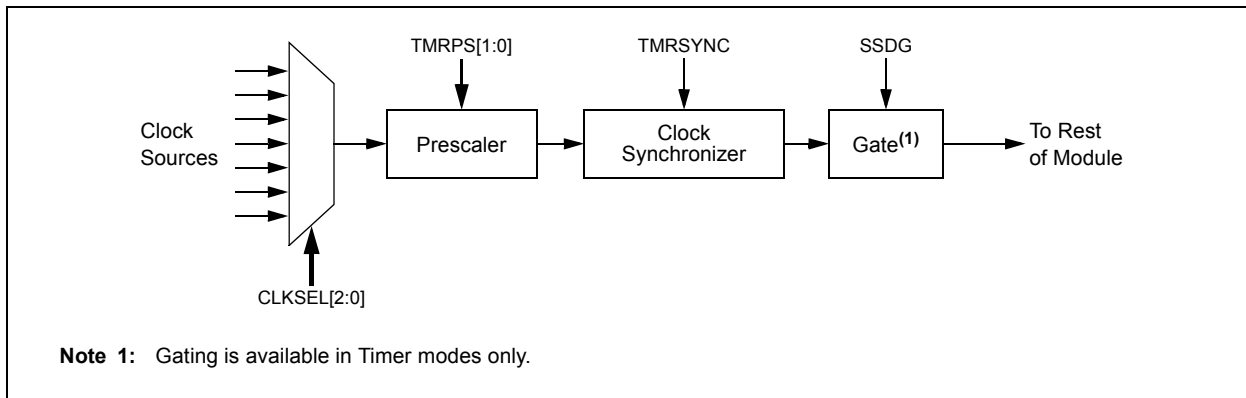 TMRPS[1:0]
TMRSYNC
SSDG
Clock
Sources
Prescaler
Clock
Synchronizer
Gate(1)
To Rest
of Module
CLKSEL[2:0]
Note 1: Gating is available in Timer modes only.